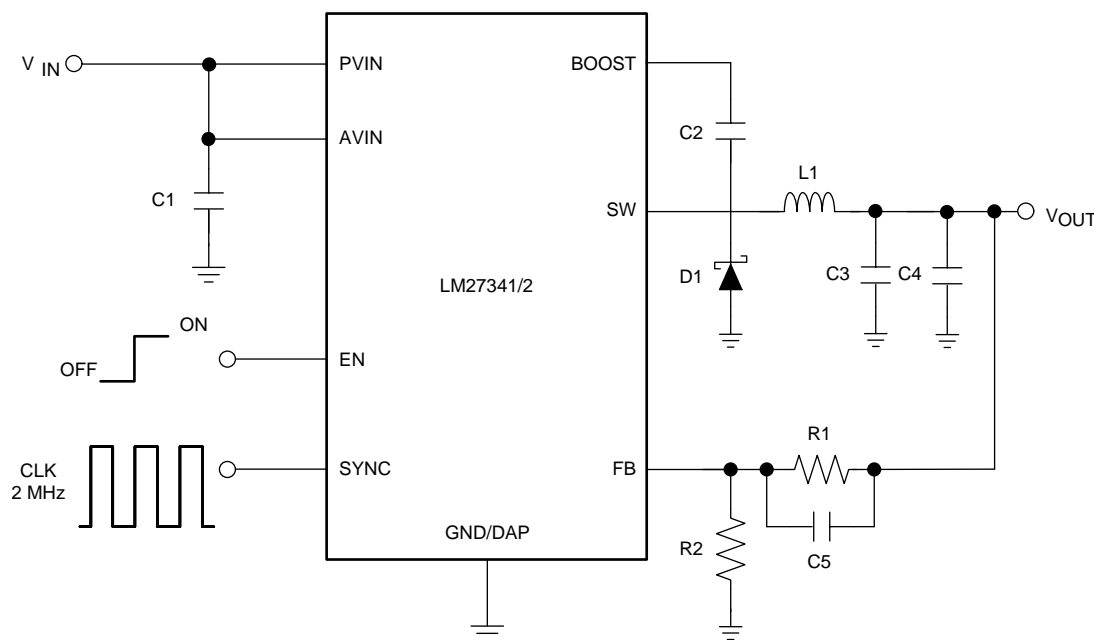 V IN
PVIN
BOOST
AVIN
C2
C1
L1
SW
VOUT
D1
C3
C4
LM27341/2
ON
OFF
EN
R1
CLK
2 MHz
SYNC
FB
GND/DAP
R2
C5